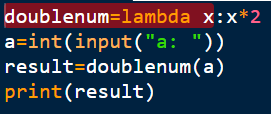 doublenum=lambda x:x*2
a=int(input("a: "))
result=doublenum(a)
print(result)